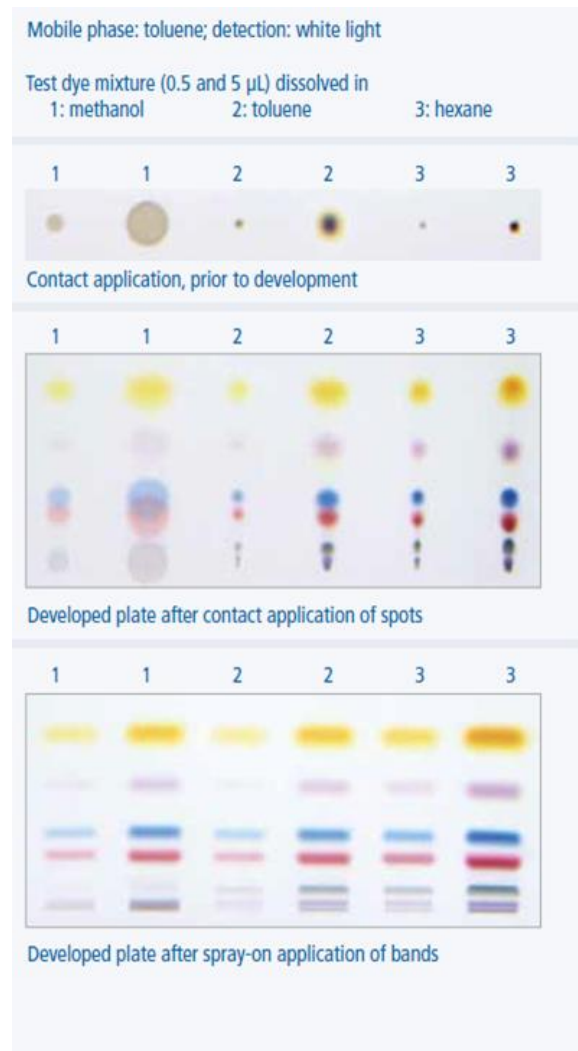 Mobile phase: toluene; detection: white light
Test dye mixture (0.5 and 5 µL) dissolved in
1: methanol 2: toluene 3: hexane
1 1 2 2 3 3
Contact application, prior to development
1 1 2 2 3 3
Developed plate after contact application of spots
1 1 2 2 3 3
Developed plate after spray-on application of bands